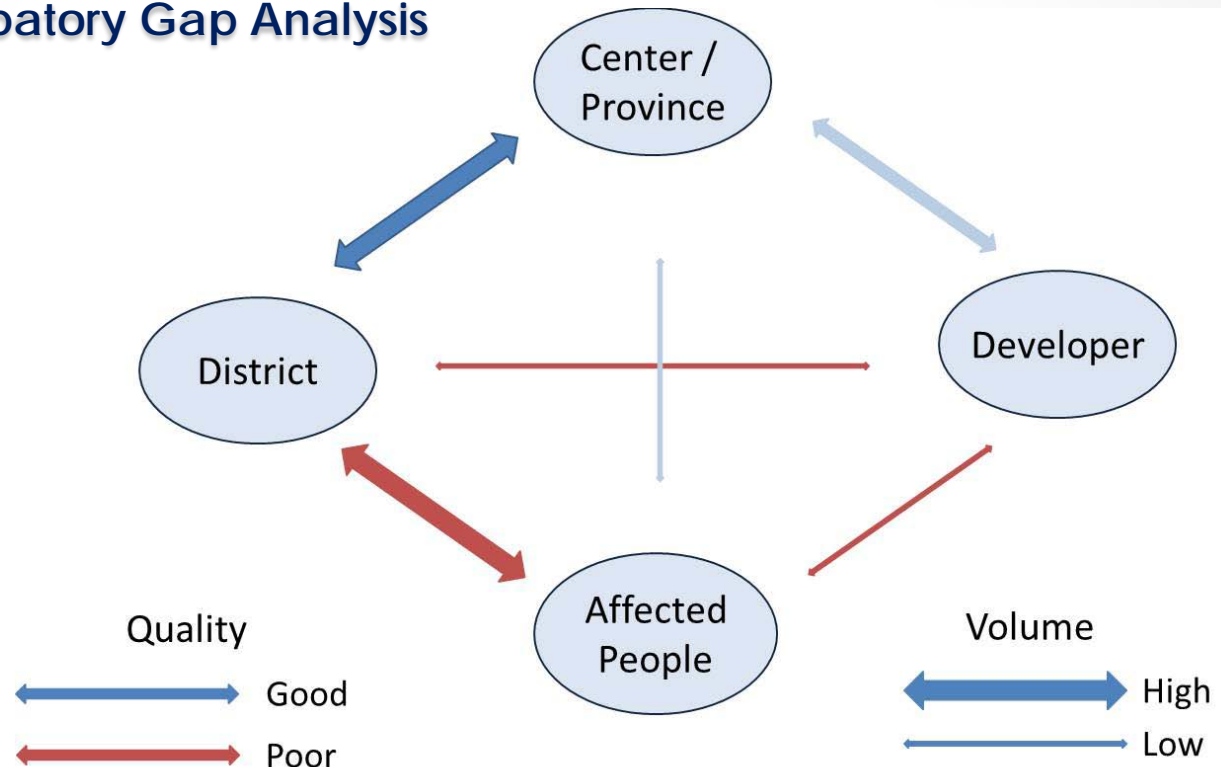 patory Gap Analysis
Center /
Province
District
Developer
Affected
People
Quality
Good
Poor
Volume
High
Low